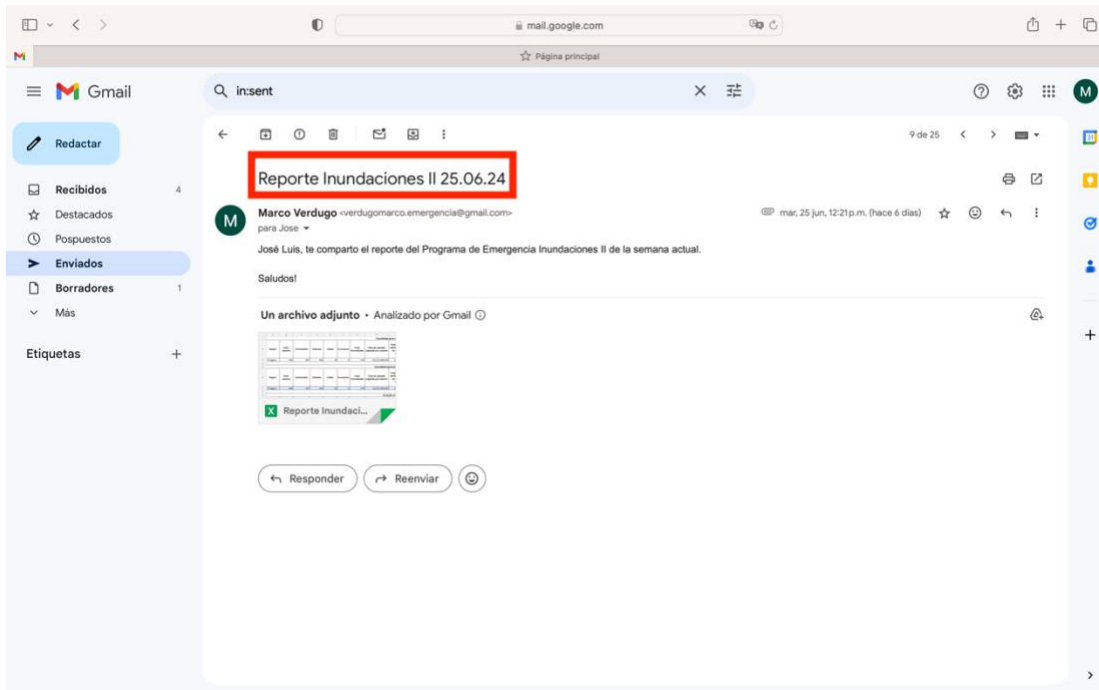 mail.google.com
M
Página principal
Gmail
in:sent
M
Redactar
9 de 25
31
Reporte Inundaciones II 25.06.24
Recibidos 4
Destacados
M
Marco Verdugo <verdugomarco.emergencia@gmail.com>
mar, 25 jun, 12:21 p.m. (hace 6 días)
para Jose
Pospuestos
José Luis, te comparto el reporte del Programa de Emergencia Inundaciones II de la semana actual.
Enviados
Saludos!
Borradores 1
Más
Un archivo adjunto • Analizado por Gmail
Etiquetas
X Reporte Inundaci...
Responder
Reenviar